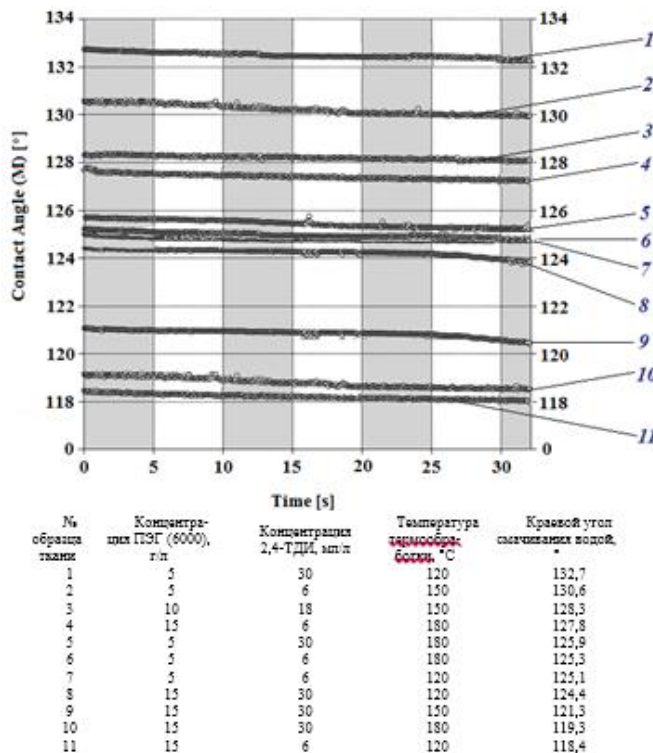 134 134
132 132
130 130
128 128
126 126
124 124
121 122
120 120
118 118
0 0
Contact Angle (M) [°]
0 5 10 15 20 25 30
Time [s]
1
2
3
4
5
6
7
8
9
10
11
№ образца ткани
Концентра-
ция ПЭГ (6000),
г/л
Концентрация
2,4-ТДИ, мл/л
Температура
термообра-
ботки, °С
Краевой угол
смачивания водой,
°
1 5 30 120 132,7
2 5 6 150 130,6
3 10 18 150 128,3
4 15 6 180 127,8
5 5 30 180 125,9
6 5 6 180 125,3
7 5 6 120 125,1
8 15 30 120 124,4
9 15 30 150 121,3
10 15 30 180 119,3
11 15 6 120 118,4